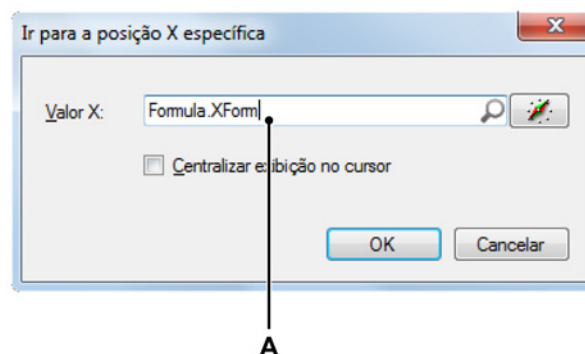 Ir para a posição X específica
Valor X: Formula.XForm
Centralizar exibição no cursor
OK Cancelar
A